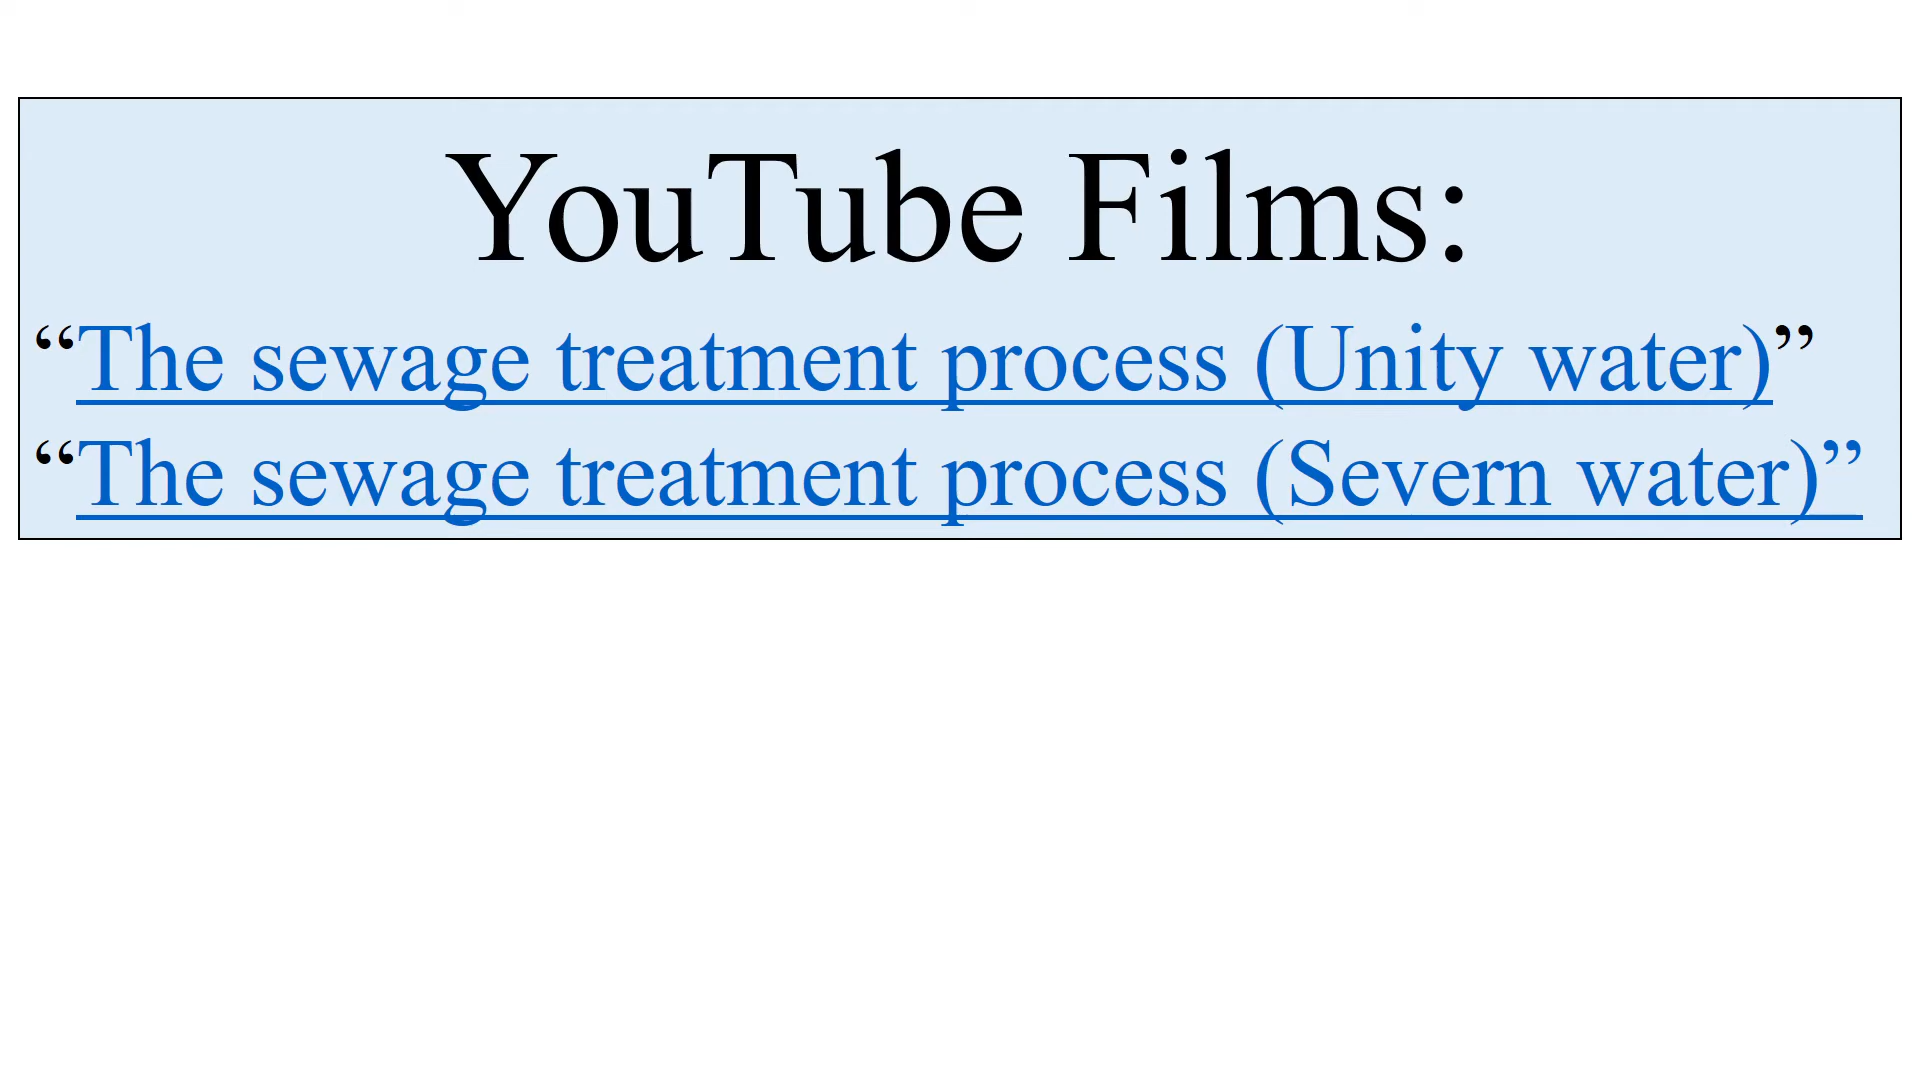 YouTube Films:
“The sewage treatment process (Unity water)”
“The sewage treatment process (Severn water)”